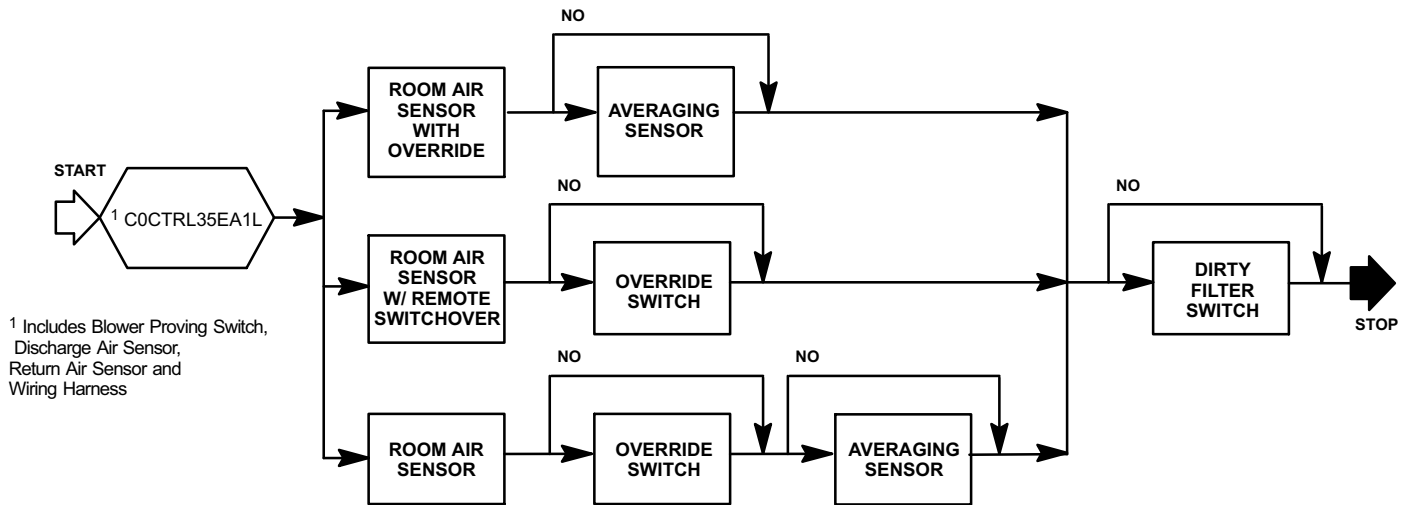 NO
ROOM AIR
SENSOR
WITH
OVERRIDE
AVERAGING
SENSOR
START
1 C0CTRL35EA1L
NO
NO
ROOM AIR
SENSOR
W/ REMOTE
SWITCHOVER
OVERRIDE
SWITCH
DIRTY
FILTER
SWITCH
STOP
1 Includes Blower Proving Switch,
Discharge Air Sensor,
Return Air Sensor and
Wiring Harness
NO
NO
ROOM AIR
SENSOR
OVERRIDE
SWITCH
AVERAGING
SENSOR